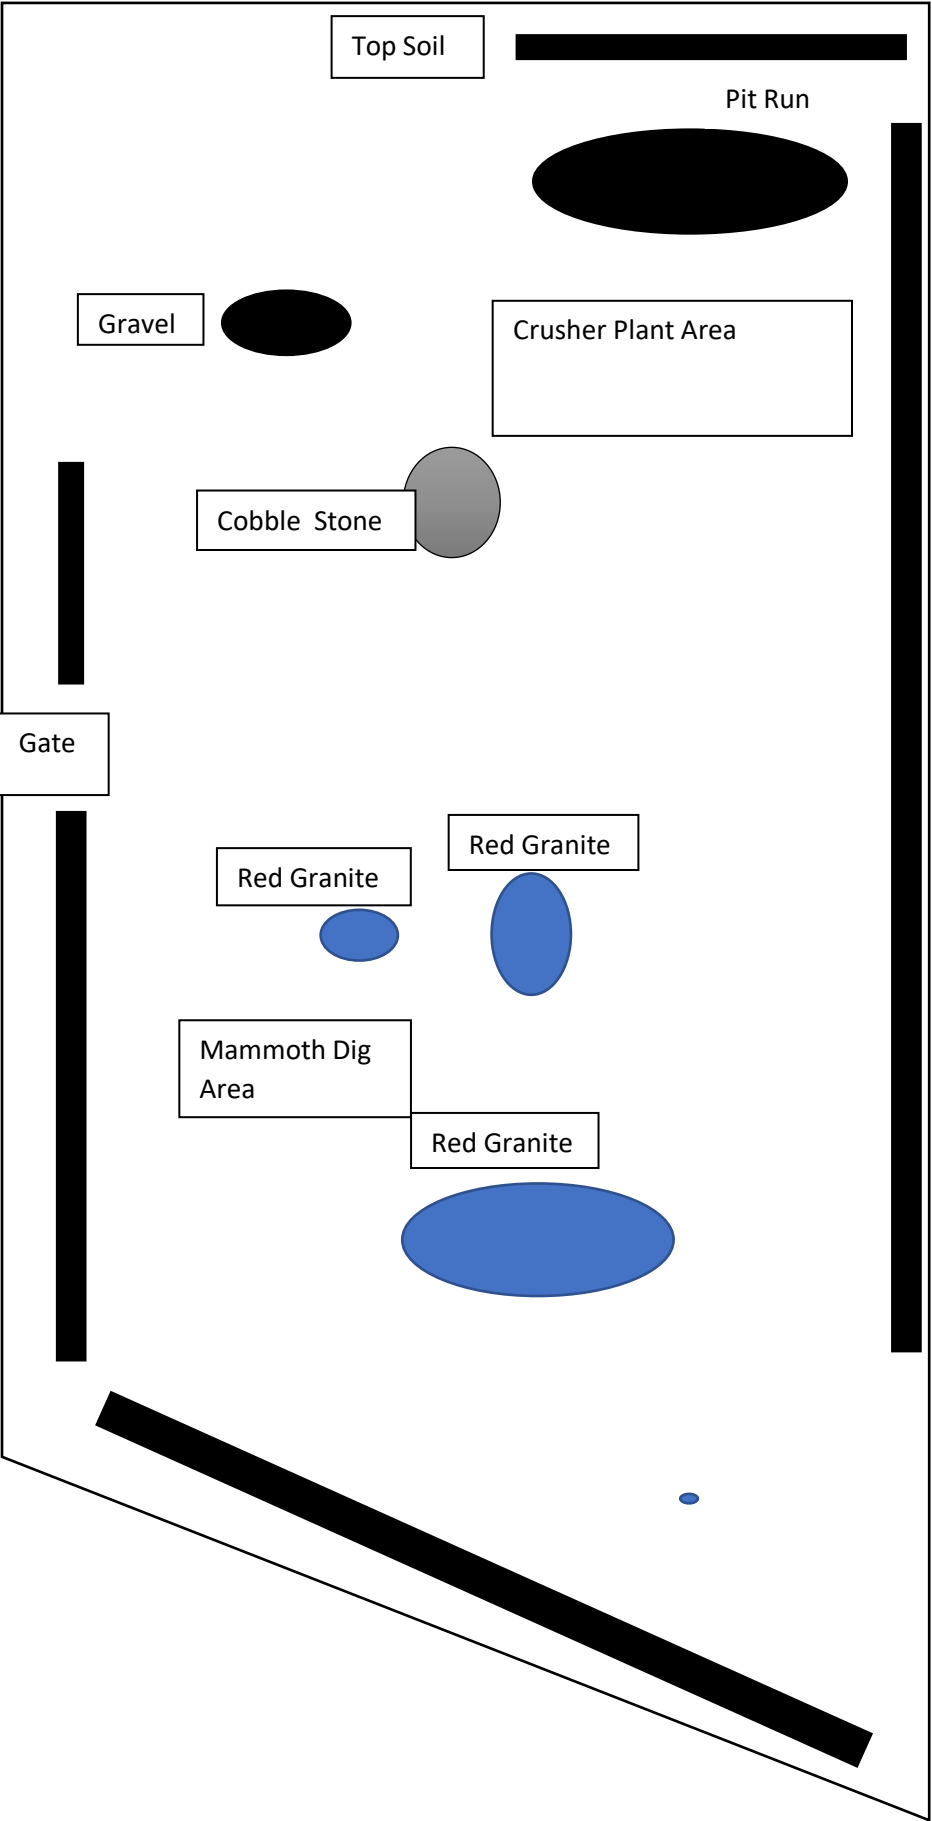 Top Soil
Pit Run
Gravel
Crusher Plant Area
Cobble  Stone
Gate
Red Granite
Red Granite
Mammoth Dig
Area
Red Granite